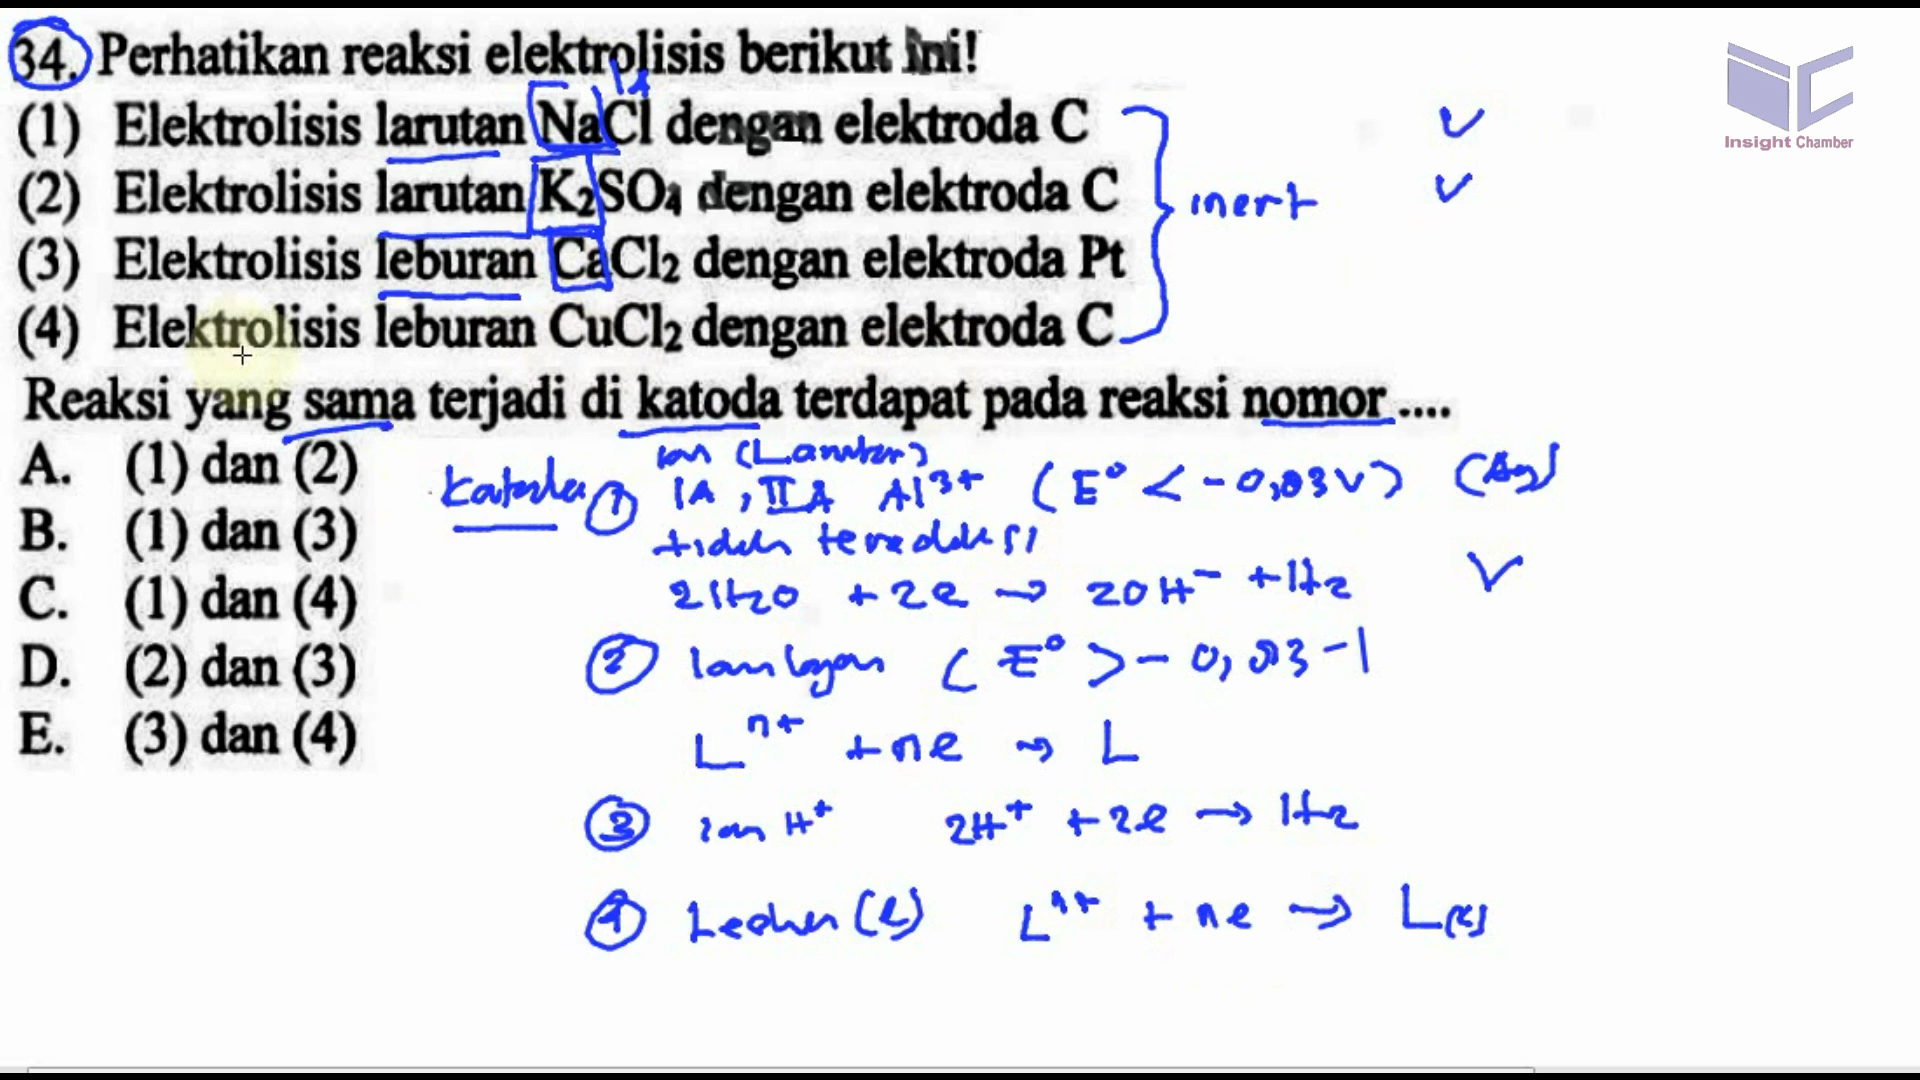 34. Perhatikan reaksi elektrolisis berikut ini!
(1) Elektrolisis larutan NaCl dengan elektroda C
(2) Elektrolisis larutan K₂SO₄ dengan elektroda C
(3) Elektrolisis leburan CaCl₂ dengan elektroda Pt
(4) Elektrolisis leburan CuCl₂ dengan elektroda C
IA
inert
Insight Chamber
Reaksi yang sama terjadi di katoda terdapat pada reaksi nomor ....
A. (1) dan (2)
B. (1) dan (3)
C. (1) dan (4)
D. (2) dan (3)
E. (3) dan (4)
Katoda
ion (Larutan)
① IA, IIA Al³⁺ (E° < -0,83V) (Aq)
tidak tereduksi
2H₂O + 2e → 2OH⁻ + H₂
② (E° > -0,83
Lⁿ⁺ + ne → L
③ ion H⁺ 2H⁺ + 2e → H₂
④ (l) Lⁿ⁺ + ne → L(s)